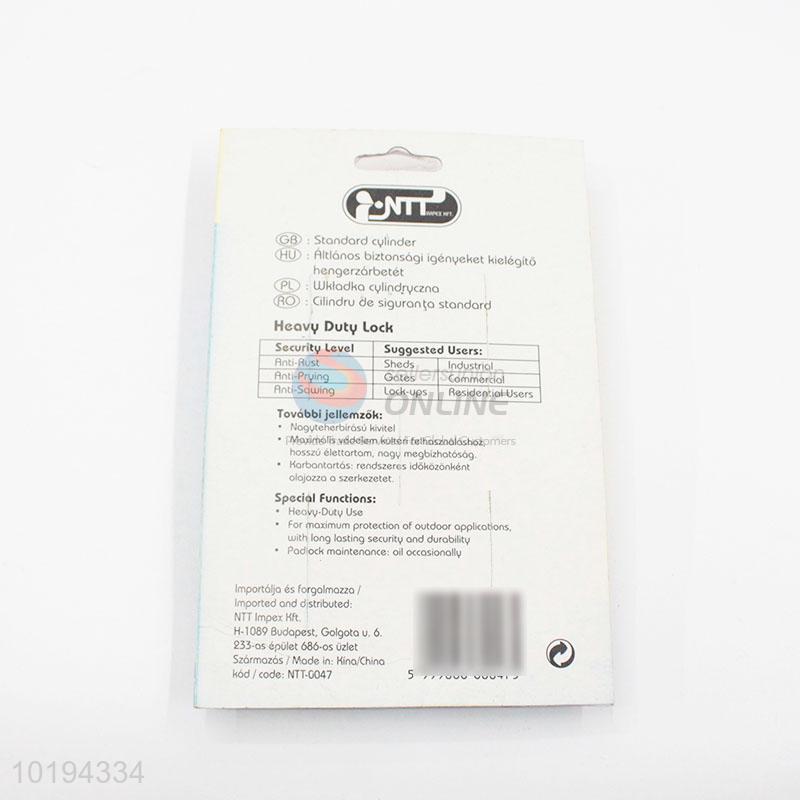 NTT
IMPEX KFT.
GB : Standard cylinder
HU : Áltlános biztonsági igényeket kielégítő
hengerzárbetét
PL : Wkładka cylindryczna
RO : Cilindru de siguranţa standard
Heavy Duty Lock
Security Level Suggested Users:
Anti-Rust Sheds Industrial
Anti-Prying Gates Commercial
Anti-Sawing Lock-ups Residential Users
sellersunion
ONLINE
További jellemzők:
• Nagyteherbírású kivitel
• Maximális védelem kültéri felhasználáshoz,
hosszú élettartam, nagy megbízhatóság.
• Karbantartás: rendszeres időközönként
olajozza a szerkezetet.
Special Functions:
• Heavy-Duty Use
• For maximum protection of outdoor applications,
with long lasting security and durability
• Padlock maintenance: oil occasionally
Importálja és forgalmazza /
Imported and distributed:
NTT Impex Kft.
H-1089 Budapest, Golgota u. 6.
233-as épület 686-os üzlet
Származás / Made in: Kína/China
kód / code: NTT-0047
10194334